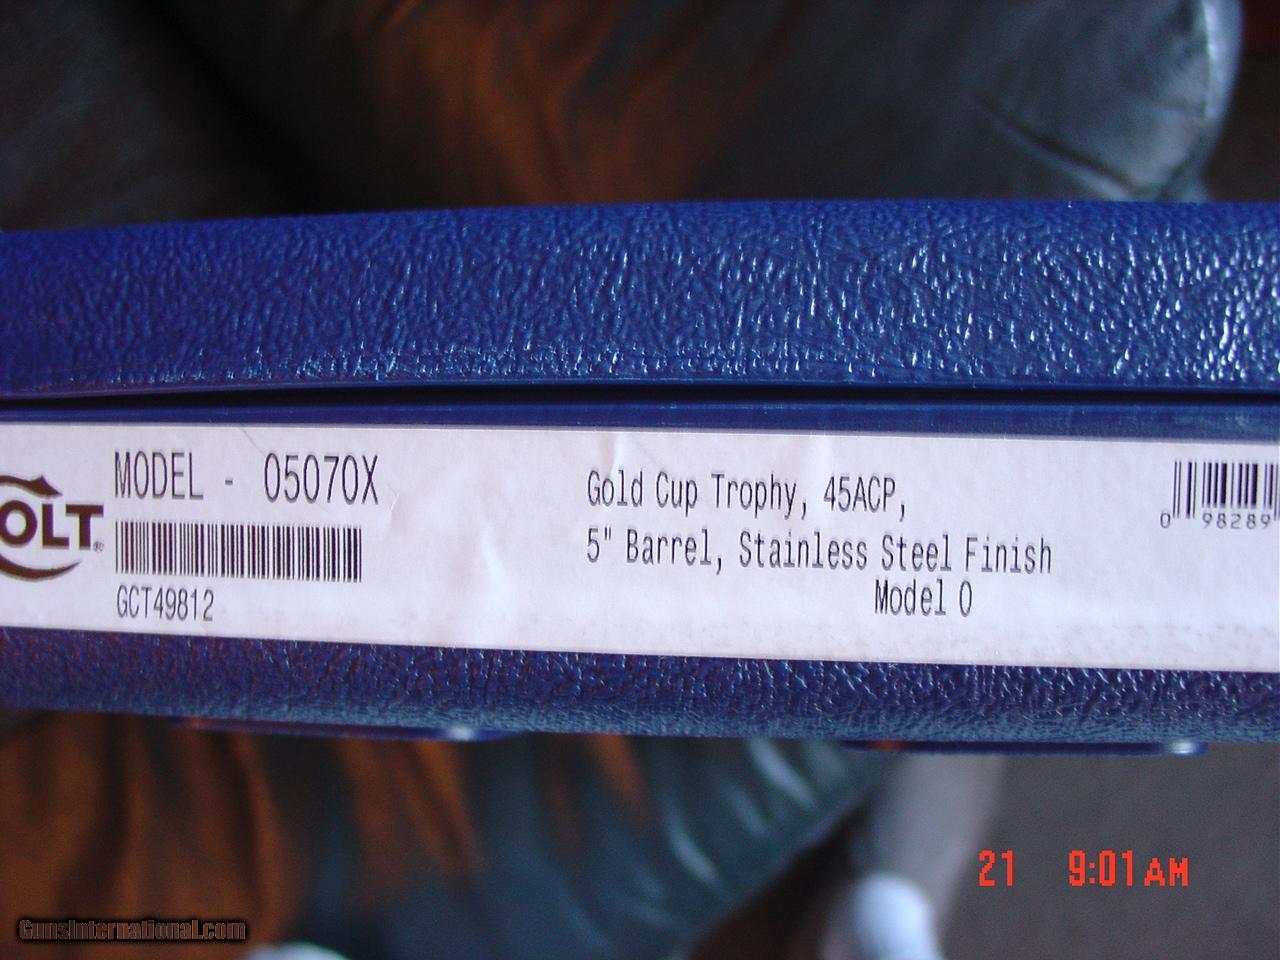 OLT®
MODEL - 05070X
GCT49812
Gold Cup Trophy, 45ACP,
5" Barrel, Stainless Steel Finish
Model O
0 98289
21 9:01 AM
GunsInternational.com